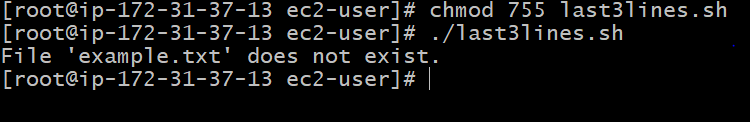 [root@ip-172-31-37-13 ec2-user]# chmod 755 last3lines.sh
[root@ip-172-31-37-13 ec2-user]# ./last3lines.sh
File 'example.txt' does not exist.
[root@ip-172-31-37-13 ec2-user]#